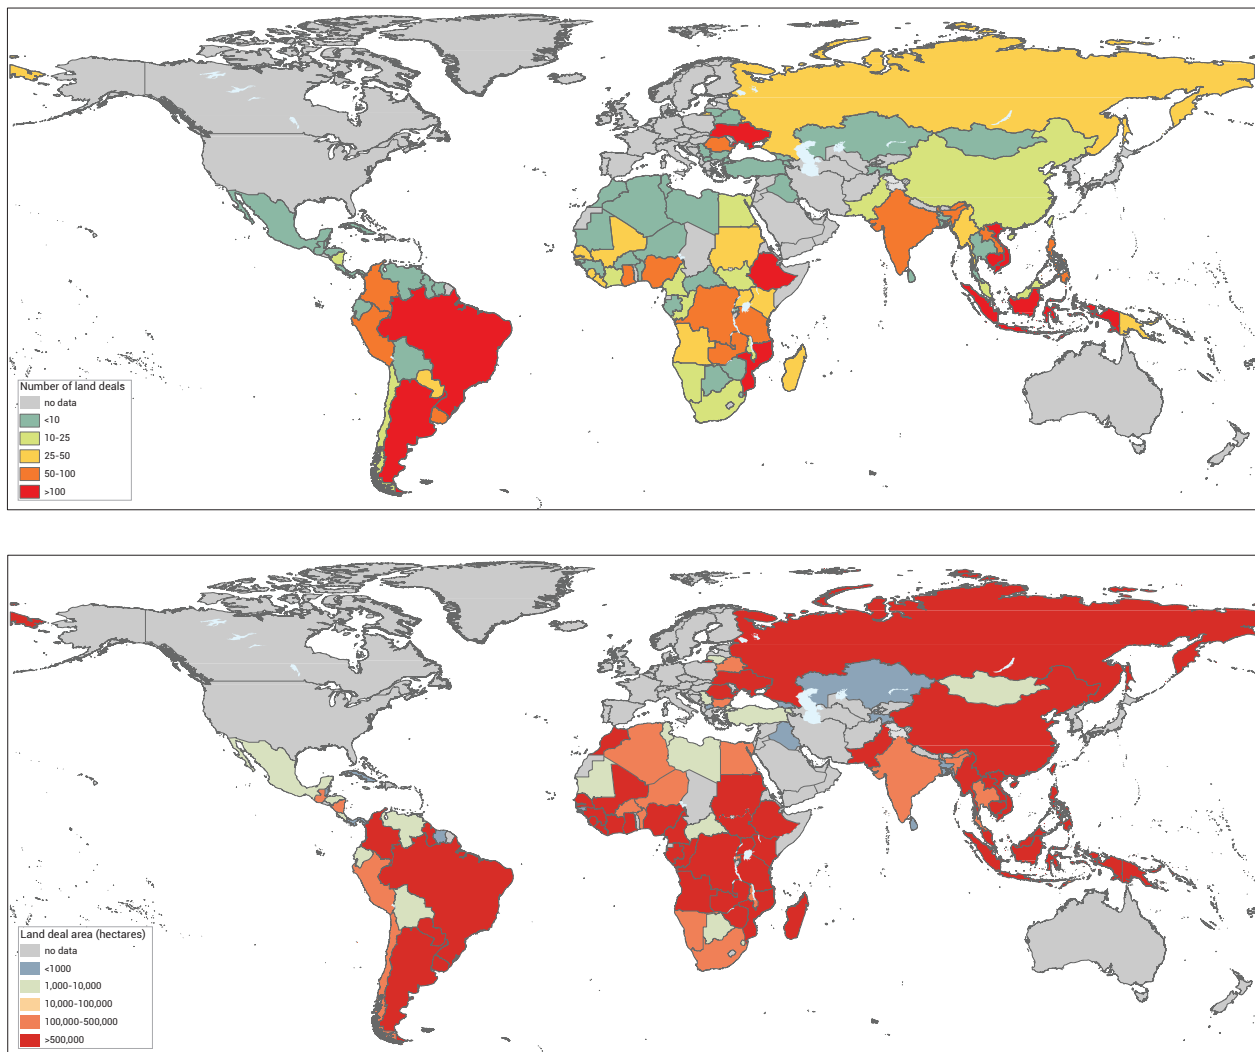 Number of land deals
no data
<10
10-25
25-50
50-100
>100
Land deal area (hectares)
no data
<1000
1,000-10,000
10,000-100,000
100,000-500,000
>500,000